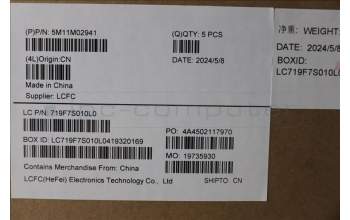 (P)P/N: 5M11M02941
(Q)QTY: 5 PCS
(4L)Origin:CN
DATE: 2024/5/8
Made in China
Supplier: LCFC
净重: WEIGHT:
DATE: 2024/5/8
BOXID:
LC719F7S010L0
LC P/N: 719F7S010L0
PO: 4A4502117970
BOX ID: LC719F7S010L0419320169
MO: 19735930
Contains Merchandise From: China
LCFC(HeFei) Electronics Technology Co., Ltd
SHIPTO CN